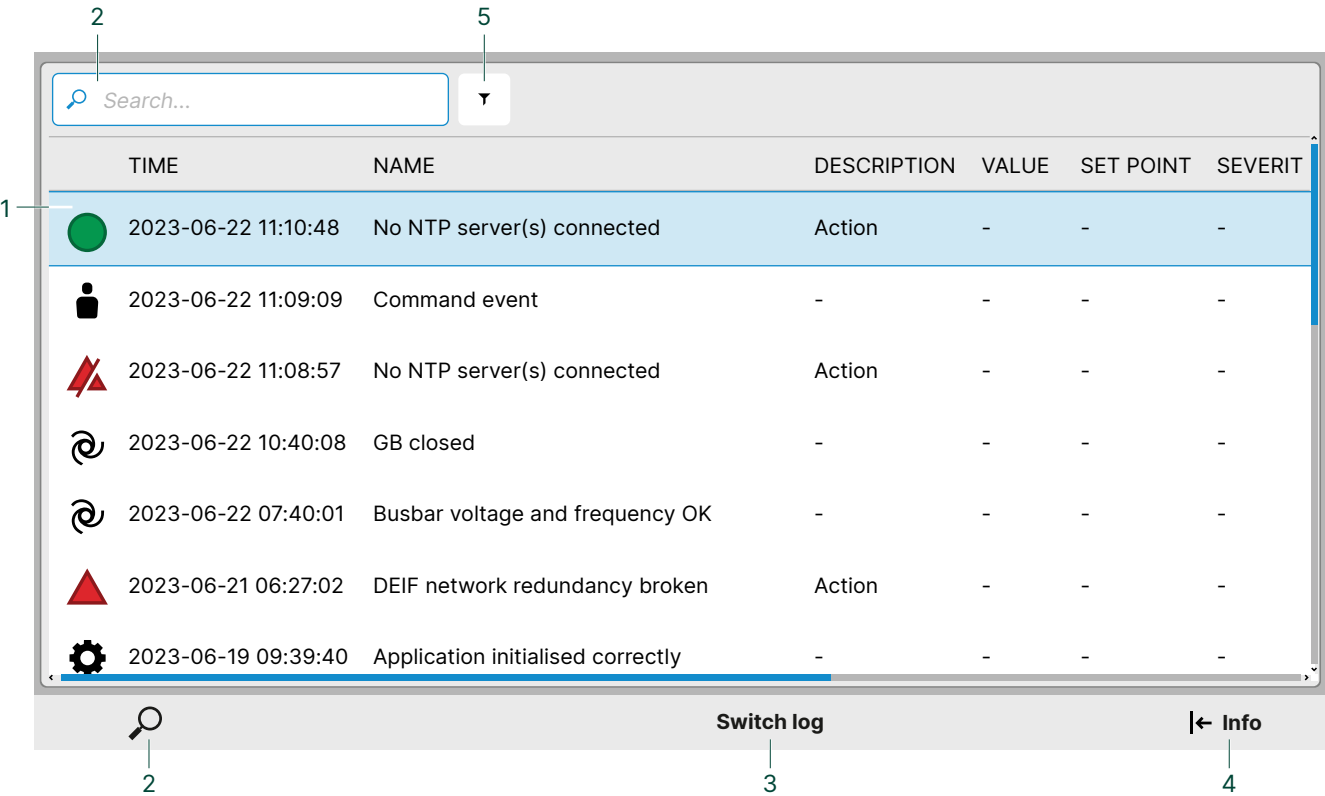 2 5
Search...
TIME NAME DESCRIPTION VALUE SET POINT SEVERIT
1
2023-06-22 11:10:48 No NTP server(s) connected Action - - -
2023-06-22 11:09:09 Command event - - - -
2023-06-22 11:08:57 No NTP server(s) connected Action - - -
2023-06-22 10:40:08 GB closed - - - -
2023-06-22 07:40:01 Busbar voltage and frequency OK - - - -
2023-06-21 06:27:02 DEIF network redundancy broken Action - - -
2023-06-19 09:39:40 Application initialised correctly - - - -
Switch log Info
2 3 4